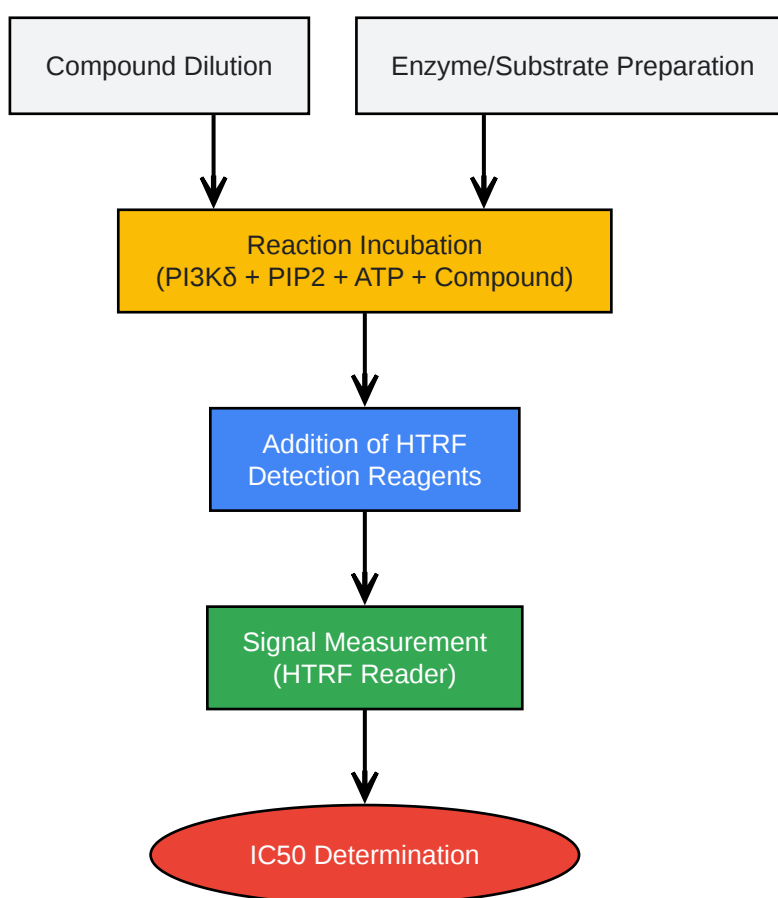 Compound Dilution
Enzyme/Substrate Preparation
Reaction Incubation
(PI3Kδ + PIP2 + ATP + Compound)
Addition of HTRF
Detection Reagents
Signal Measurement
(HTRF Reader)
IC50 Determination